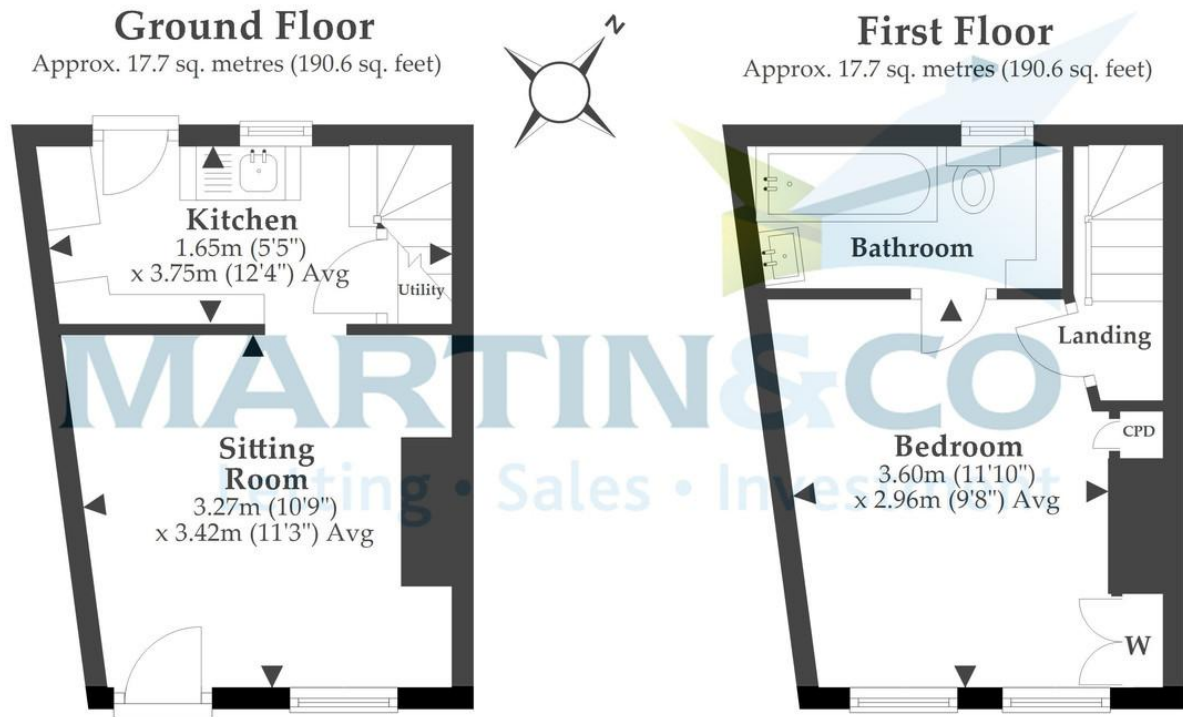 Ground Floor
Approx. 17.7 sq. metres (190.6 sq. feet)
N
Kitchen
1.65m (5'5")
x 3.75m (12'4") Avg
Utility
Sitting
Room
3.27m (10'9")
x 3.42m (11'3") Avg
First Floor
Approx. 17.7 sq. metres (190.6 sq. feet)
Bathroom
Landing
CPD
Bedroom
3.60m (11'10")
x 2.96m (9'8") Avg
W
MARTIN&CO
Letting • Sales • Investment